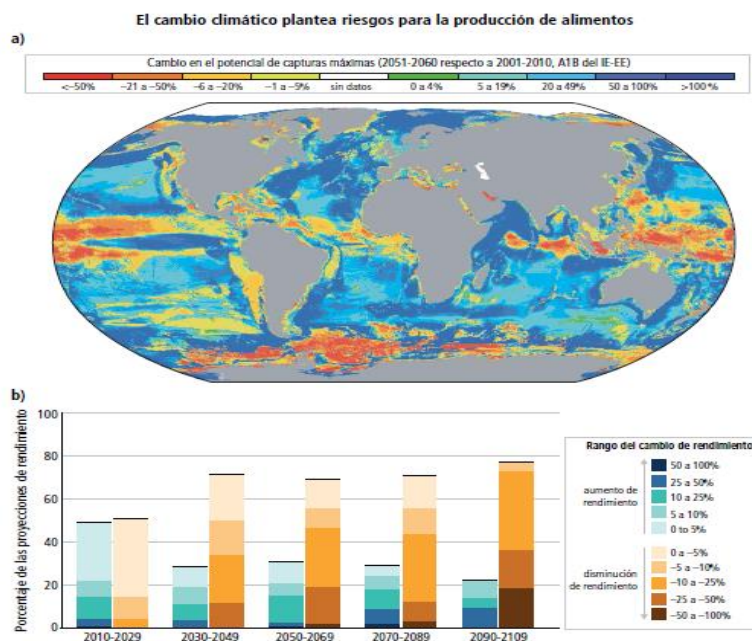 El cambio climático plantea riesgos para la producción de alimentos
a)
Cambio en el potencial de capturas máximas (2051-2060 respecto a 2001-2010, A1B del IE-EE)
<–50%
–21 a –50%
–6 a –20%
–1 a –5%
sin datos
0 a 4%
5 a 19%
20 a 49%
50 a 100%
>100 %
b)
Porcentaje de las proyecciones de rendimiento
100
80
60
40
20
0
2010-2029
2030-2049
2050-2069
2070-2089
2090-2109
Rango del cambio de rendimiento
aumento de
rendimiento
50 a 100%
25 a 50%
10 a 25%
5 a 10%
0 to 5%
disminución
de rendimiento
0 a –5%
–5 a –10%
–10 a –25%
–25 a –50%
–50 a –100%